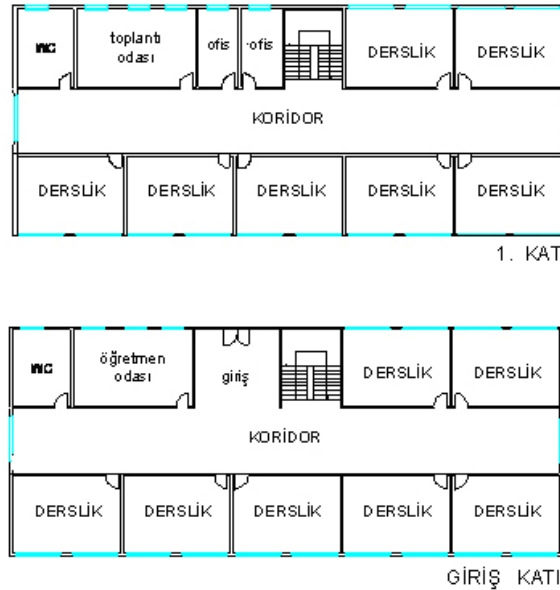 WC
toplantı
odası
ofis
ofis
DERSLİK
DERSLİK
KORİDOR
DERSLİK
DERSLİK
DERSLİK
DERSLİK
DERSLİK
1. KAT
WC
öğretmen
odası
giriş
DERSLİK
DERSLİK
KORİDOR
DERSLİK
DERSLİK
DERSLİK
DERSLİK
DERSLİK
GİRİŞ KATI